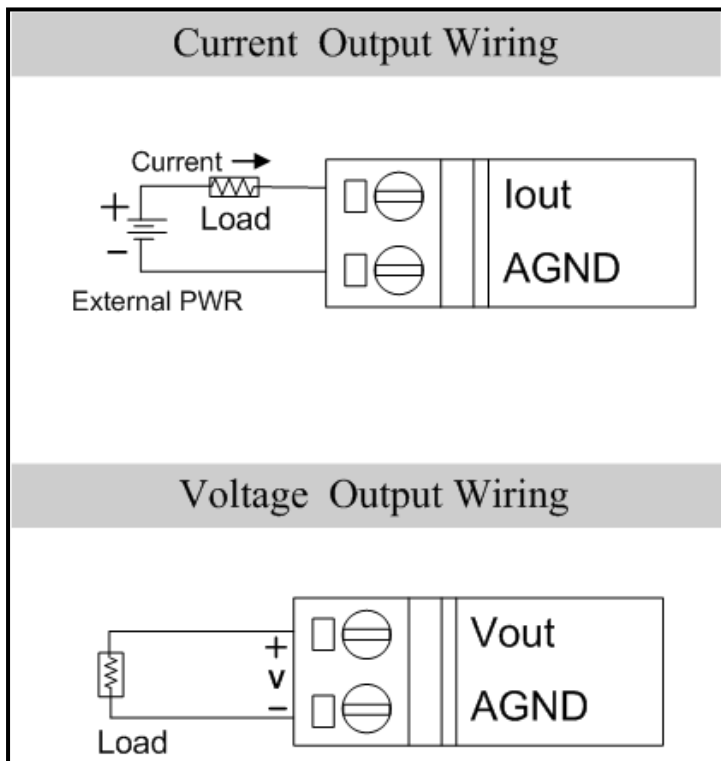 Current Output Wiring
Current →
+
Load
−
External PWR
Iout
AGND
Voltage Output Wiring
+
V
−
Load
Vout
AGND